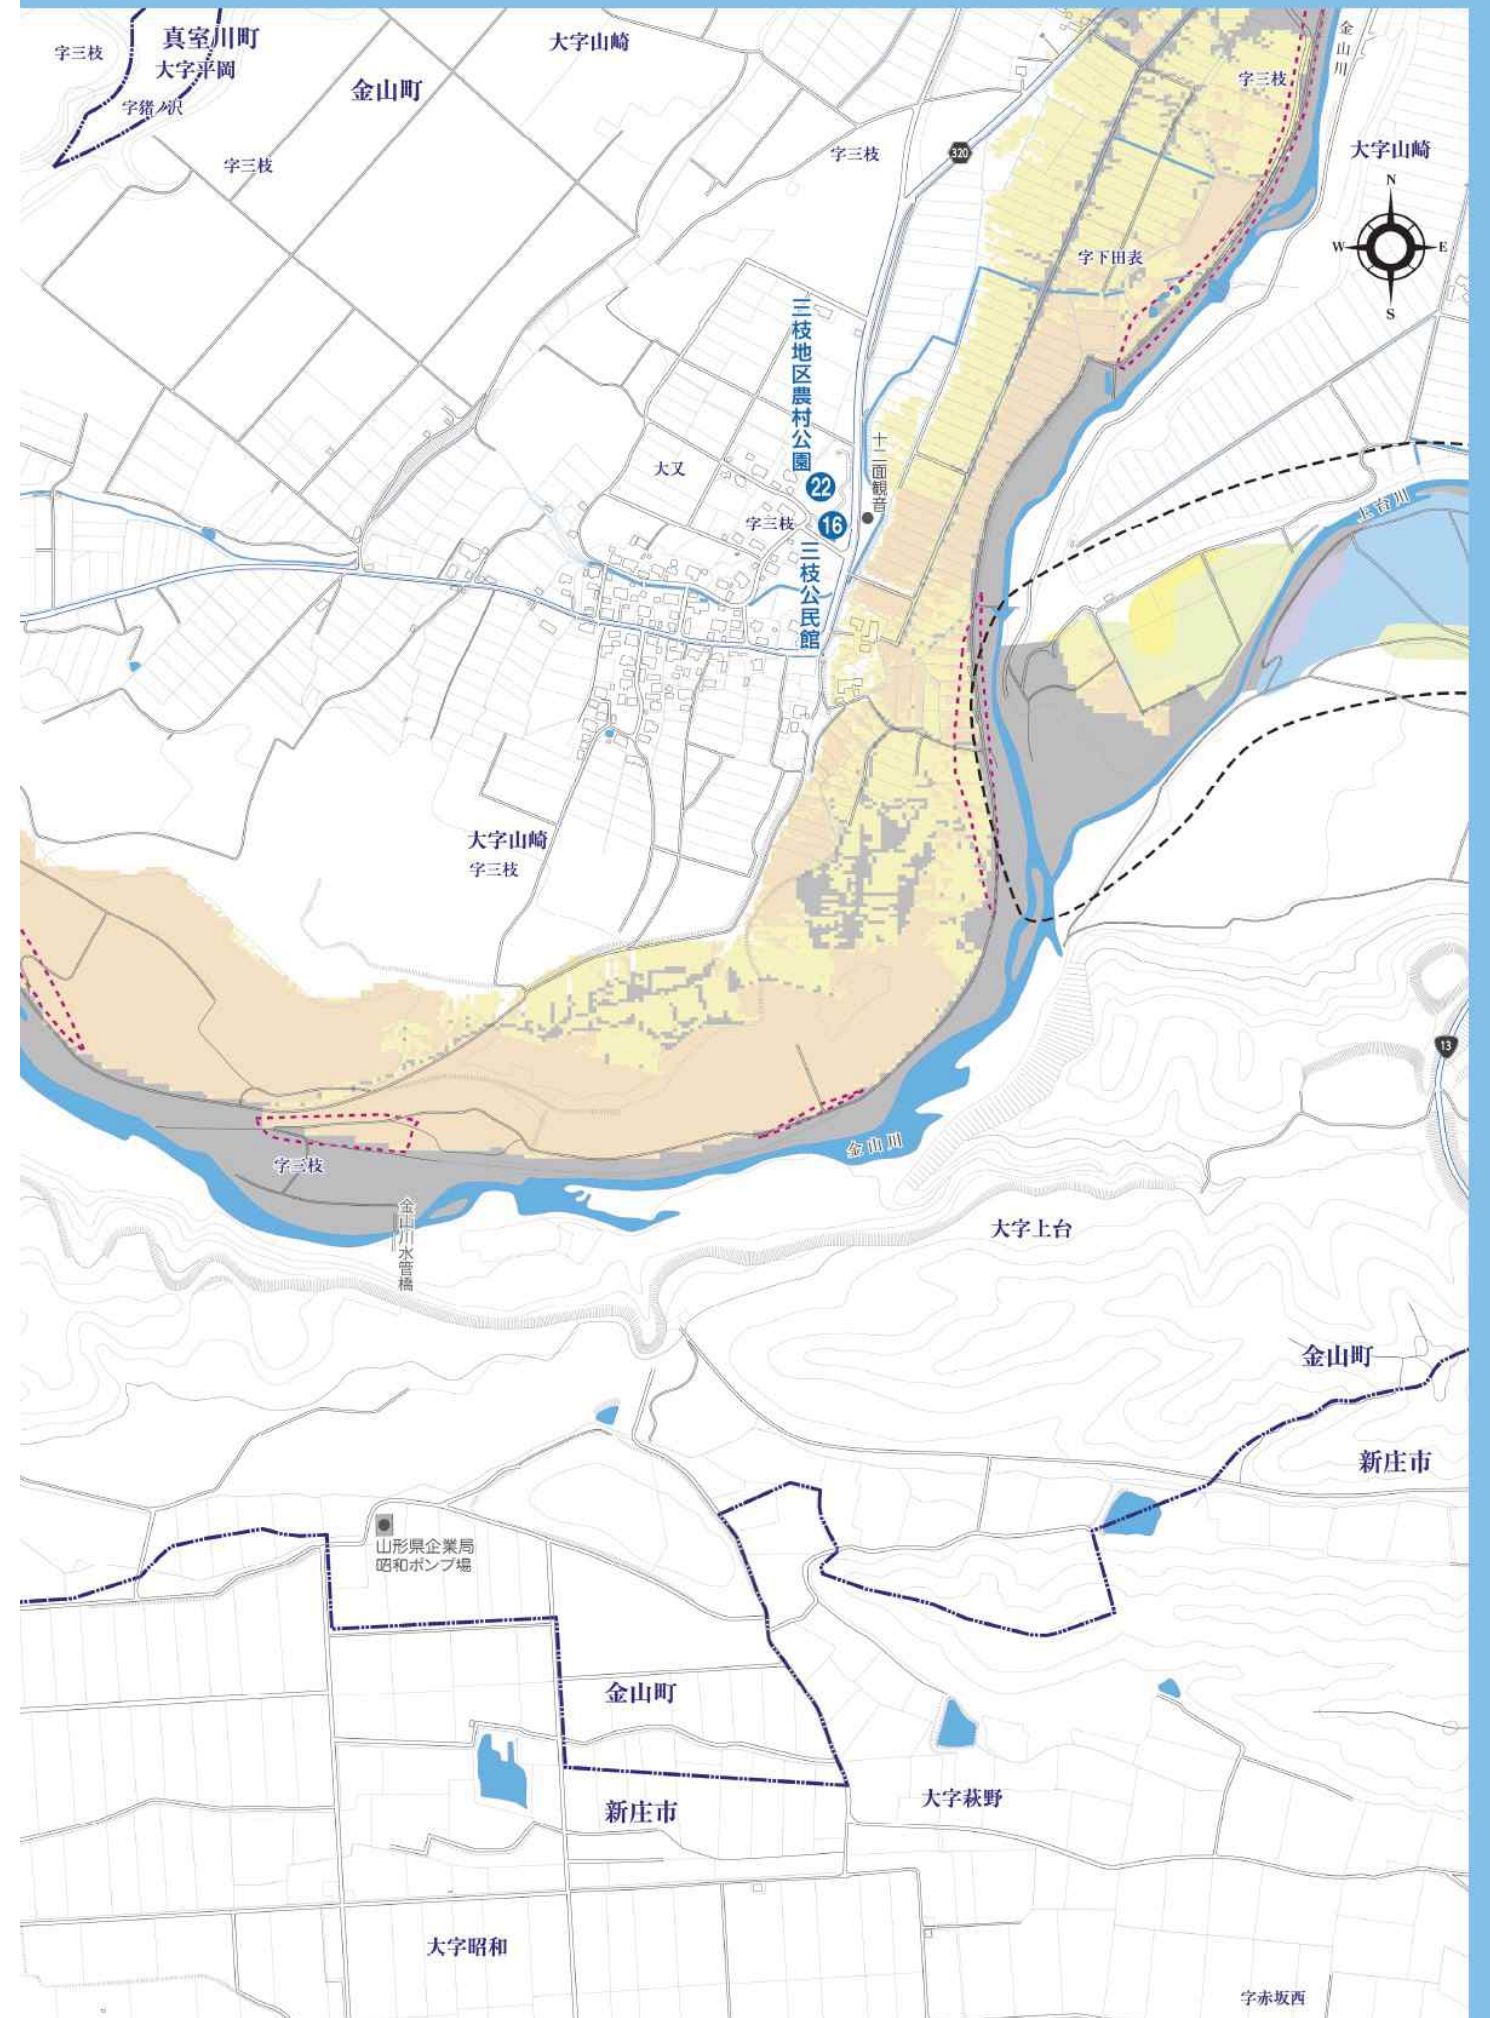 真室川町
大字平岡
字三枝
字猪ノ沢
金山町
大字山崎
字三枝
字三枝
320
字三枝
金山川
大字山崎
N
W
E
S
字下田表
三枝地区農村公園
22
十二面観音
大又
字三枝
16
三枝公民館
上台川
大字山崎
字三枝
13
金山川
字三枝
金山川水管橋
大字上台
金山町
新庄市
山形県企業局
昭和ポンプ場
金山町
新庄市
大字萩野
大字昭和
字赤坂西